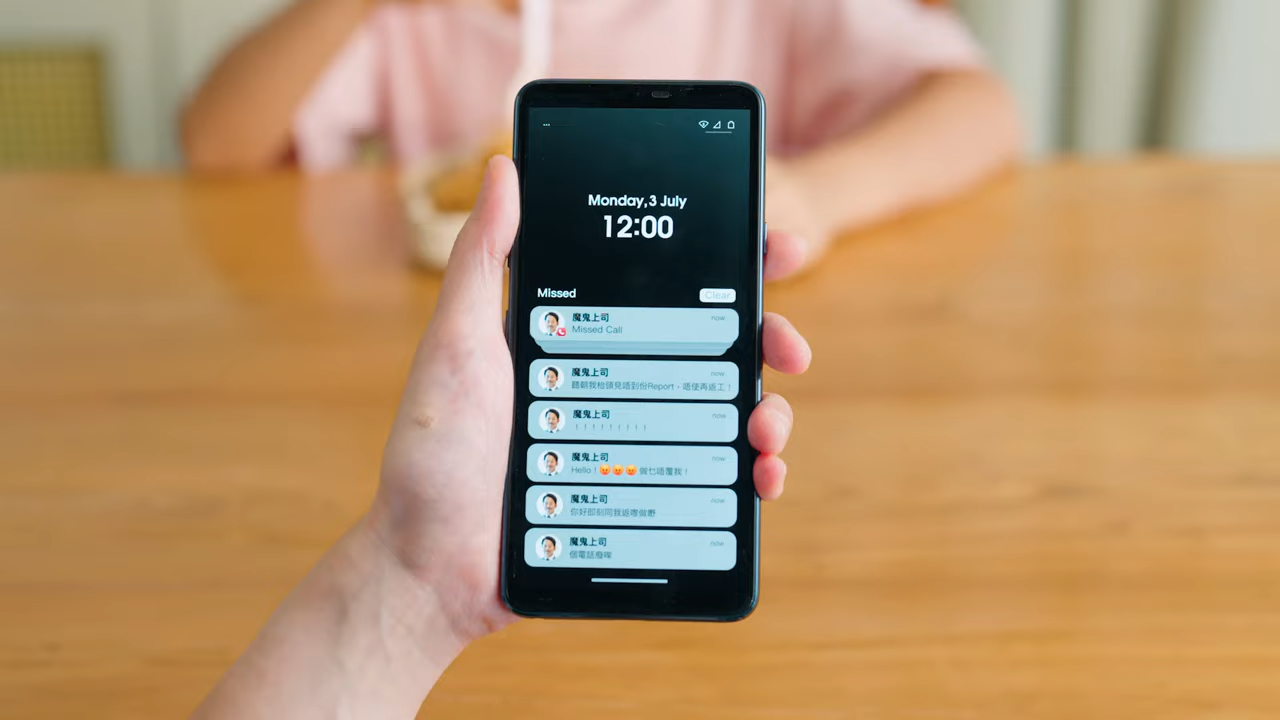 Monday,3 July
12:00
Missed
Clear
魔鬼上司
now
Missed Call
魔鬼上司
now
聽朝我枱頭見唔到份Report，唔使再返工！
魔鬼上司
now
！！！！！！！！！
魔鬼上司
now
Hello！😡😡😡 做乜唔覆我！
魔鬼上司
now
你好即刻同我返嚟做嘢
魔鬼上司
now
個電話廢㗎